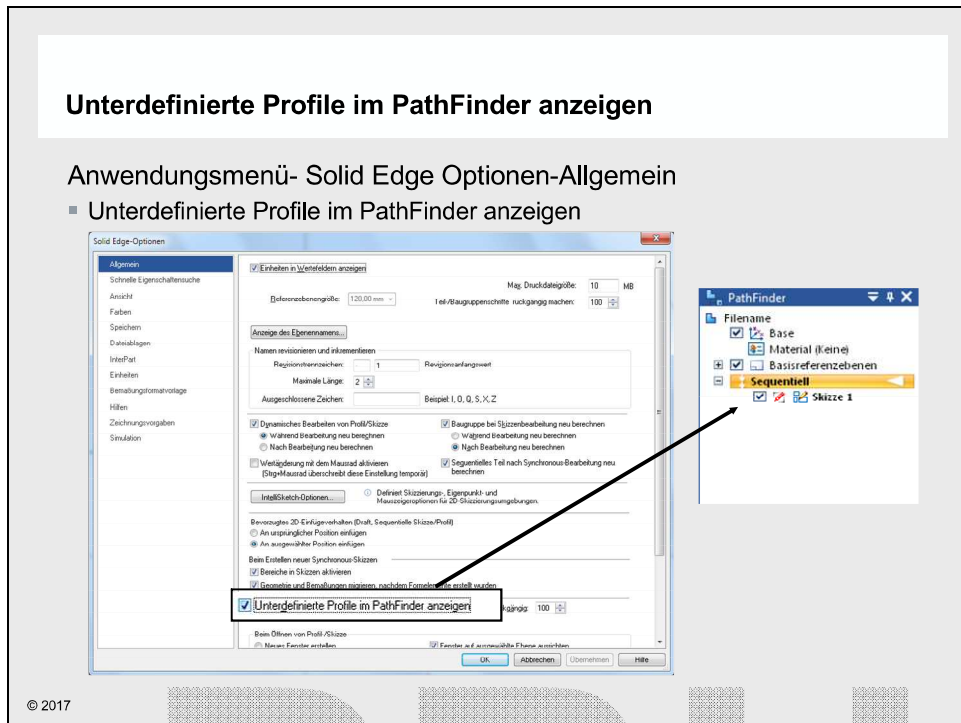 Unterdefinierte Profile im PathFinder anzeigen
Anwendungsmenü- Solid Edge Optionen-Allgemein
Unterdefinierte Profile im PathFinder anzeigen
Solid Edge-Optionen
Allgemein
Schnelle Eigenschaftensuche
Ansicht
Farben
Speichern
Dateiablagen
InterPart
Einheiten
Bemaßungsformatvorlage
Hilfen
Zeichnungsvorgaben
Simulation
Einheiten in Wertefeldern anzeigen
Max. Druckdateigröße: 10 MB
Referenzebenengröße: 120,00 mm
Teil-/Baugruppenschritte rückgängig machen: 100
Anzeige des Ebenennamens...
Namen revisionieren und inkrementieren
Revisionstrennzeichen: 1 Revisionsanfangswert
Maximale Länge: 2
Ausgeschlossene Zeichen: Beispiel: I, O, Q, S, X, Z
Dynamisches Bearbeiten von Profil/Skizze
Während Bearbeitung neu berechnen
Nach Bearbeitung neu berechnen
Baugruppe bei Skizzenbearbeitung neu berechnen
Während Bearbeitung neu berechnen
Nach Bearbeitung neu berechnen
Wertänderung mit dem Mausrad aktivieren
(Strg+Mausrad überschreibt diese Einstellung temporär)
Sequentielles Teil nach Synchronous-Bearbeitung neu
berechnen
IntelliSketch-Optionen...
Definiert Skizzierungs-, Eigenpunkt- und
Mauszeigeroptionen für 2D-Skizzierungsumgebungen.
Bevorzugtes 2D-Einfügeverhalten (Draft, Sequentielle Skizze/Profil)
An ursprünglicher Position einfügen
An ausgewählter Position einfügen
Beim Erstellen neuer Synchronous-Skizzen
Bereiche in Skizzen aktivieren
Geometrie und Bemaßungen migrieren, nachdem Formelemente erstellt wurden
Unterdefinierte Profile im PathFinder anzeigen
100
Beim Öffnen von Profil-/Skizze
Neues Fenster erstellen
Fenster auf ausgewählte Ebene ausrichten
OK Abbrechen Übernehmen Hilfe
PathFinder
Filename
Base
Material (Keine)
Basisreferenzebenen
Sequentiell
Skizze 1
© 2017